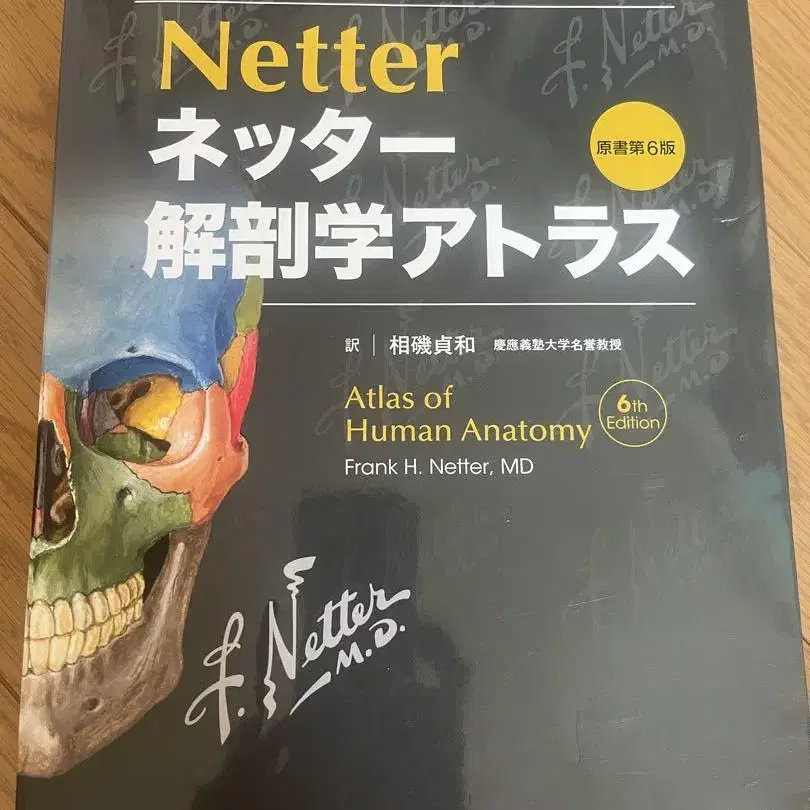 Netter
ネッター
解剖学アトラス
原書第6版
訳 | 相磯貞和 慶應義塾大学名誉教授
Atlas of
Human Anatomy
6th
Edition
Frank H. Netter, MD
F. Netter
M.D.